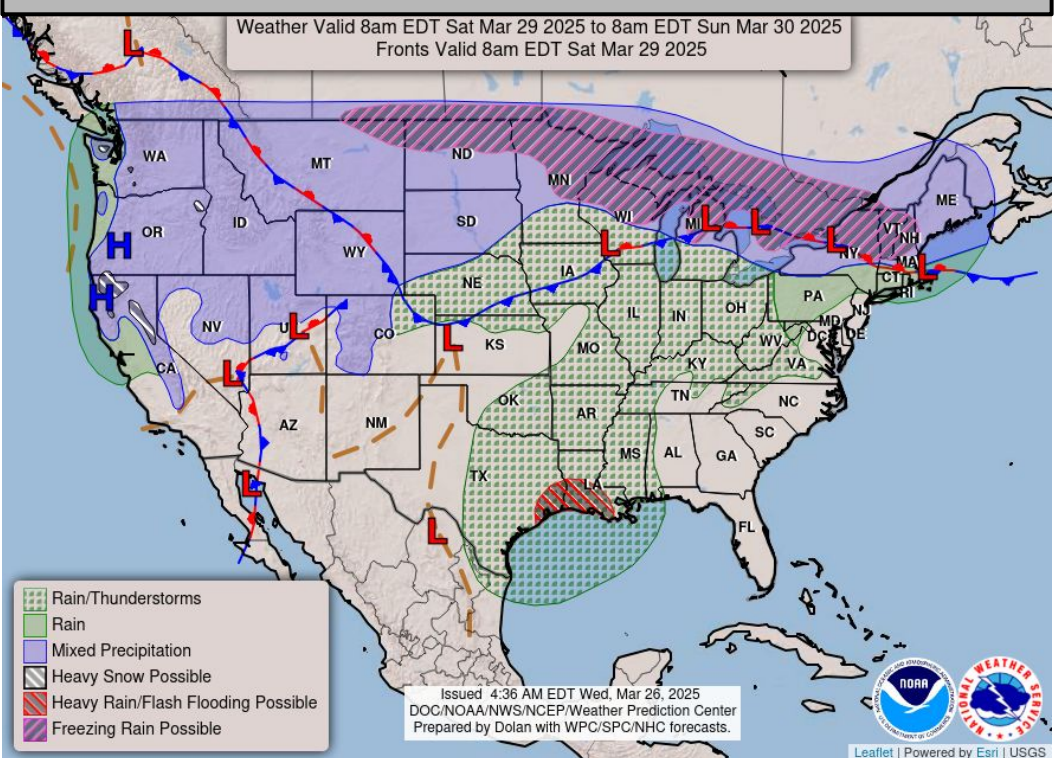 Weather Valid 8am EDT Sat Mar 29 2025 to 8am EDT Sun Mar 30 2025
Fronts Valid 8am EDT Sat Mar 29 2025
L
L
WA
MT
ND
MN
ME
OR
ID
SD
WI
MI
L
L
VT
NH
H
WY
L
L
NY
MA
L
CT
RI
H
NE
IA
PA
NV
U
L
CO
L
KS
IL
IN
OH
NJ
MD
DE
DC
WV
VA
MO
KY
CA
L
AZ
NM
OK
AR
TN
NC
SC
MS
AL
GA
TX
LA
L
L
FL
Rain/Thunderstorms
Rain
Mixed Precipitation
Heavy Snow Possible
Heavy Rain/Flash Flooding Possible
Freezing Rain Possible
Issued 4:36 AM EDT Wed, Mar 26, 2025
DOC/NOAA/NWS/NCEP/Weather Prediction Center
Prepared by Dolan with WPC/SPC/NHC forecasts.
NOAA
NATIONAL WEATHER SERVICE
Leaflet | Powered by Esri | USGS